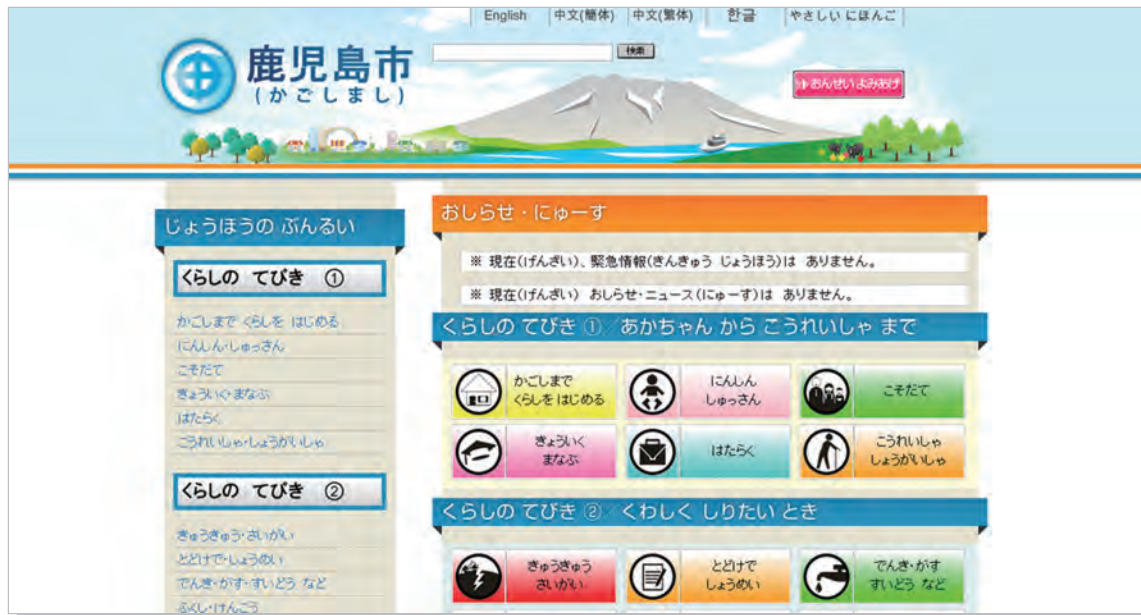 English 中文(簡体) 中文(繁体) 한글 やさしい にほんご
検索
鹿児島市
(かごしまし)
おんせい よみあげ
じょうほうの ぶんるい
くらしの てびき ①
かごしまで くらしを はじめる
にんしん・しゅっさん
こそだて
きょういく・まなぶ
はたらく
こうれいしゃ・しょうがいしゃ
くらしの てびき ②
きゅうきゅう・さいがい
とどけで・しょうめい
でんき・がす・すいどう など
ふくし・けんこう
おしらせ・にゅーす
※ 現在(げんざい)、緊急情報(きんきゅう じょうほう)は ありません。
※ 現在(げんざい) おしらせ・ニュース(にゅーす)は ありません。
くらしの てびき ①／あかちゃん から こうれいしゃ まで
かごしまで
くらしを はじめる
にんしん
しゅっさん
こそだて
きょういく
まなぶ
はたらく
こうれいしゃ
しょうがいしゃ
くらしの てびき ②／くわしく しりたい とき
きゅうきゅう
さいがい
とどけで
しょうめい
でんき・がす
すいどう など